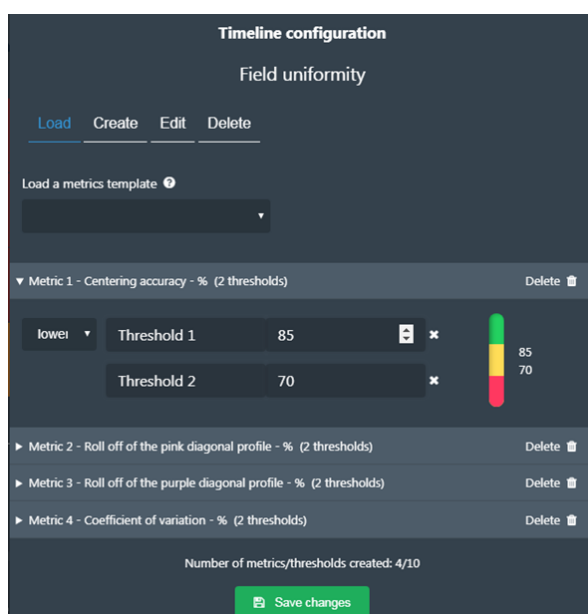 Timeline configuration
Field uniformity
Load Create Edit Delete
Load a metrics template ?
▼ Metric 1 - Centering accuracy - % (2 thresholds) Delete
lower Threshold 1 85 ✖
85
70
Threshold 2 70 ✖
► Metric 2 - Roll off of the pink diagonal profile - % (2 thresholds) Delete
► Metric 3 - Roll off of the purple diagonal profile - % (2 thresholds) Delete
► Metric 4 - Coefficient of variation - % (2 thresholds) Delete
Number of metrics/thresholds created: 4/10
Save changes